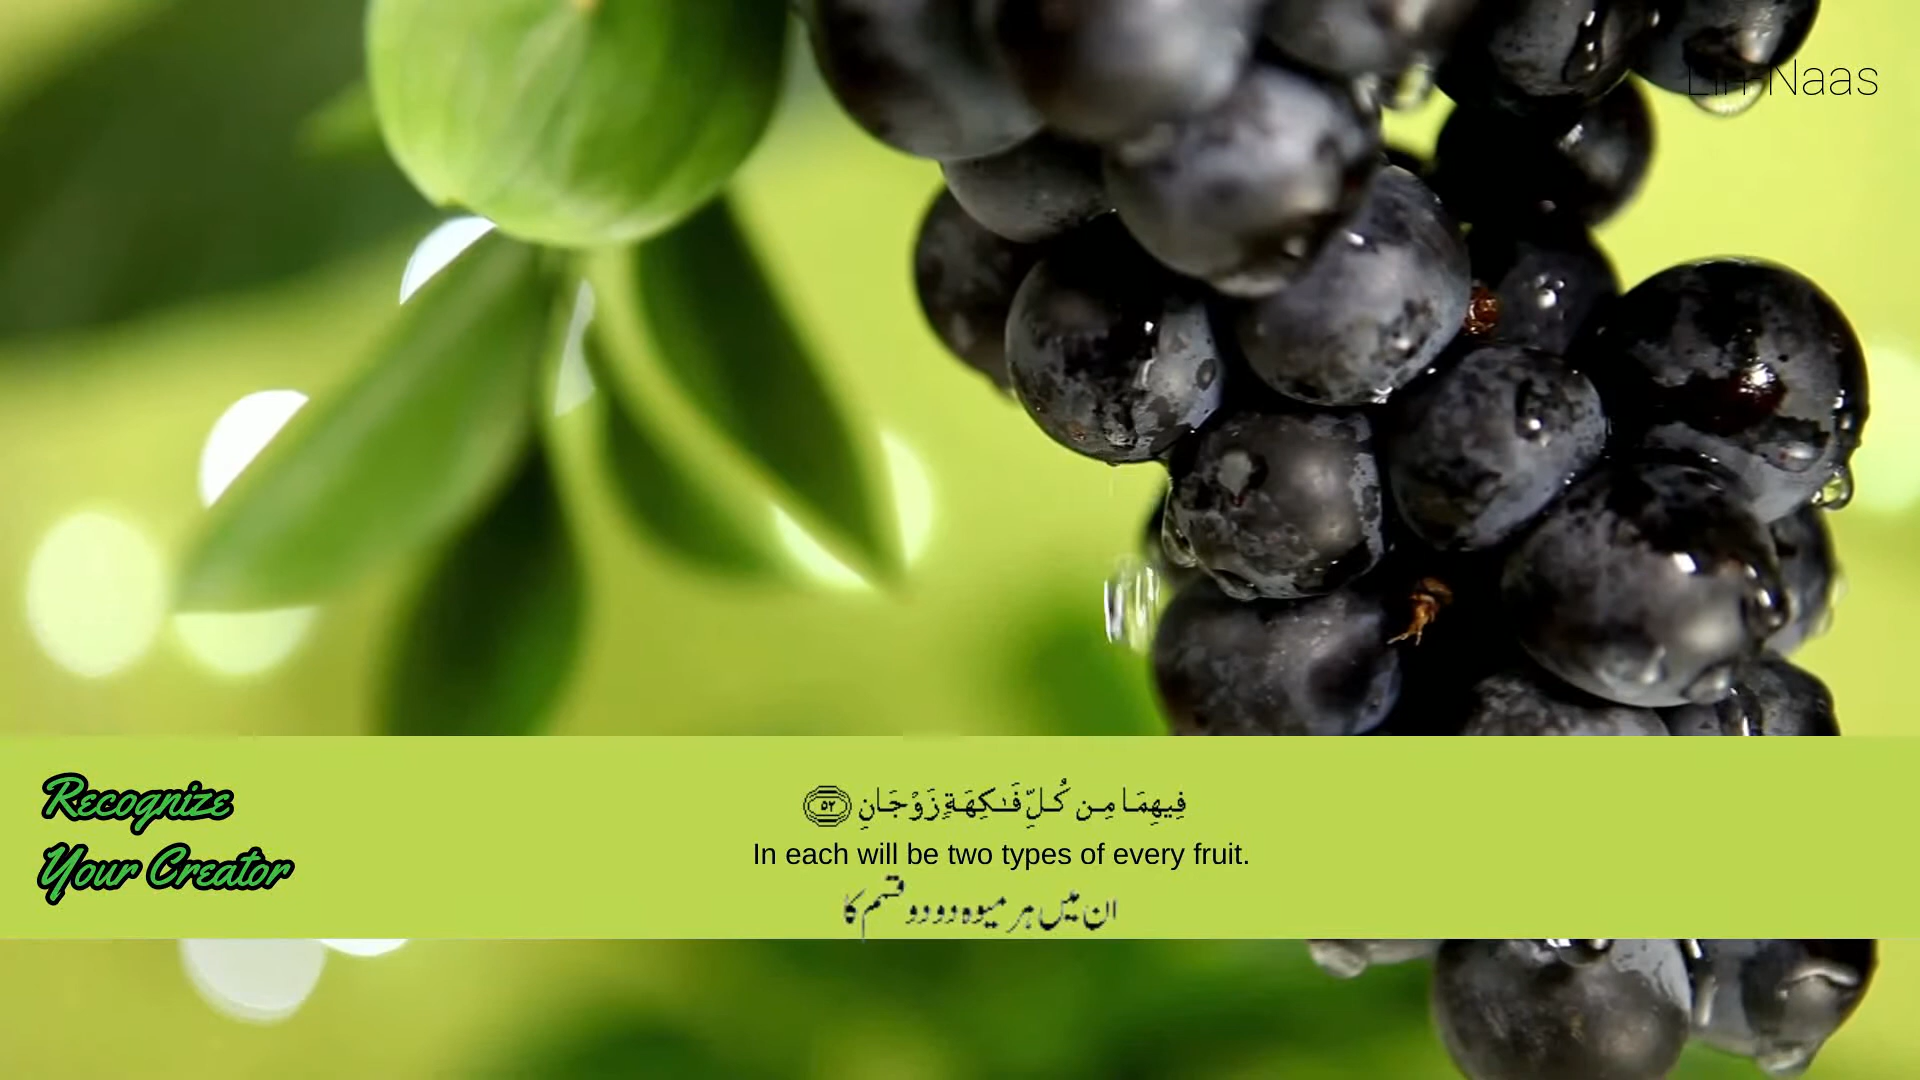 Lin-Naas
Recognize
Your Creator
فِيهِمَا مِن كُلِّ فَـٰكِهَةٍ زَوْجَانِ ٥٢
In each will be two types of every fruit.
ان میں ہر میوہ دو دو قسم کا